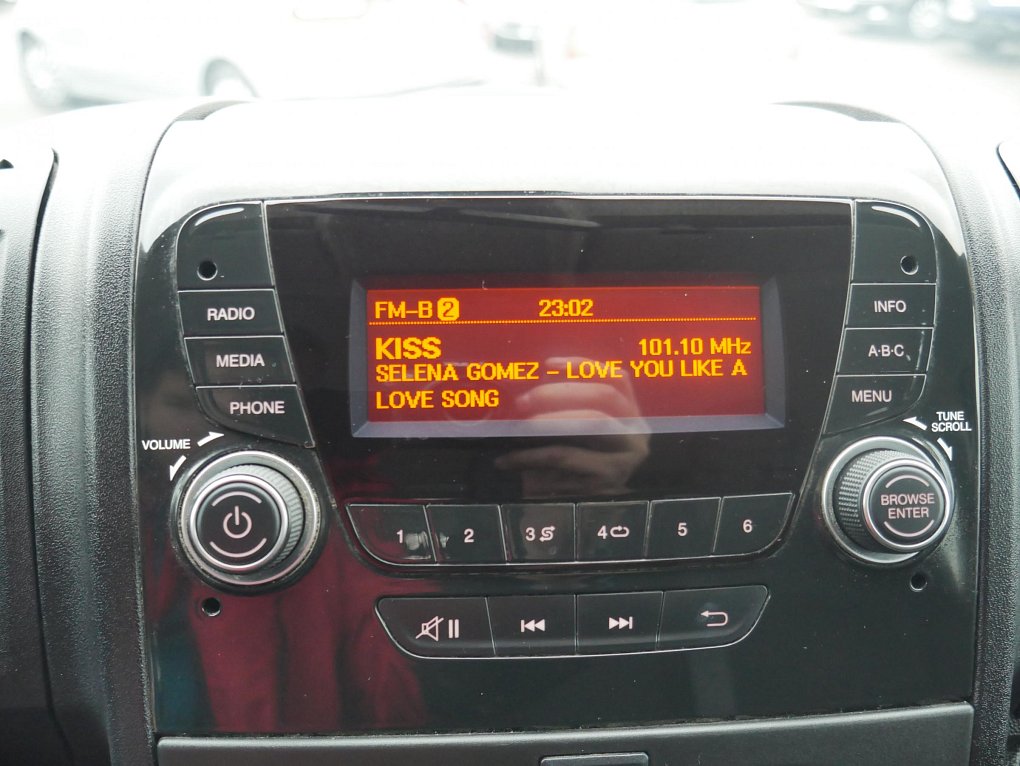 FM-B 2 23:02
KISS 101.10 MHz
SELENA GOMEZ - LOVE YOU LIKE A
LOVE SONG
RADIO
MEDIA
PHONE
VOLUME
INFO
A·B·C
MENU
TUNE
SCROLL
BROWSE
ENTER
1 2 3 4 5 6